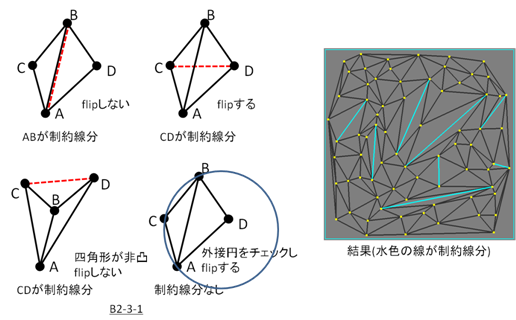 B
C
D
A
flipしない
ABが制約線分
B
C
D
A
flipする
CDが制約線分
C
D
B
A
四角形が非凸
flipしない
CDが制約線分
B
C
D
A
外接円をチェックし
flipする
制約線分なし
B2-3-1
結果(水色の線が制約線分)